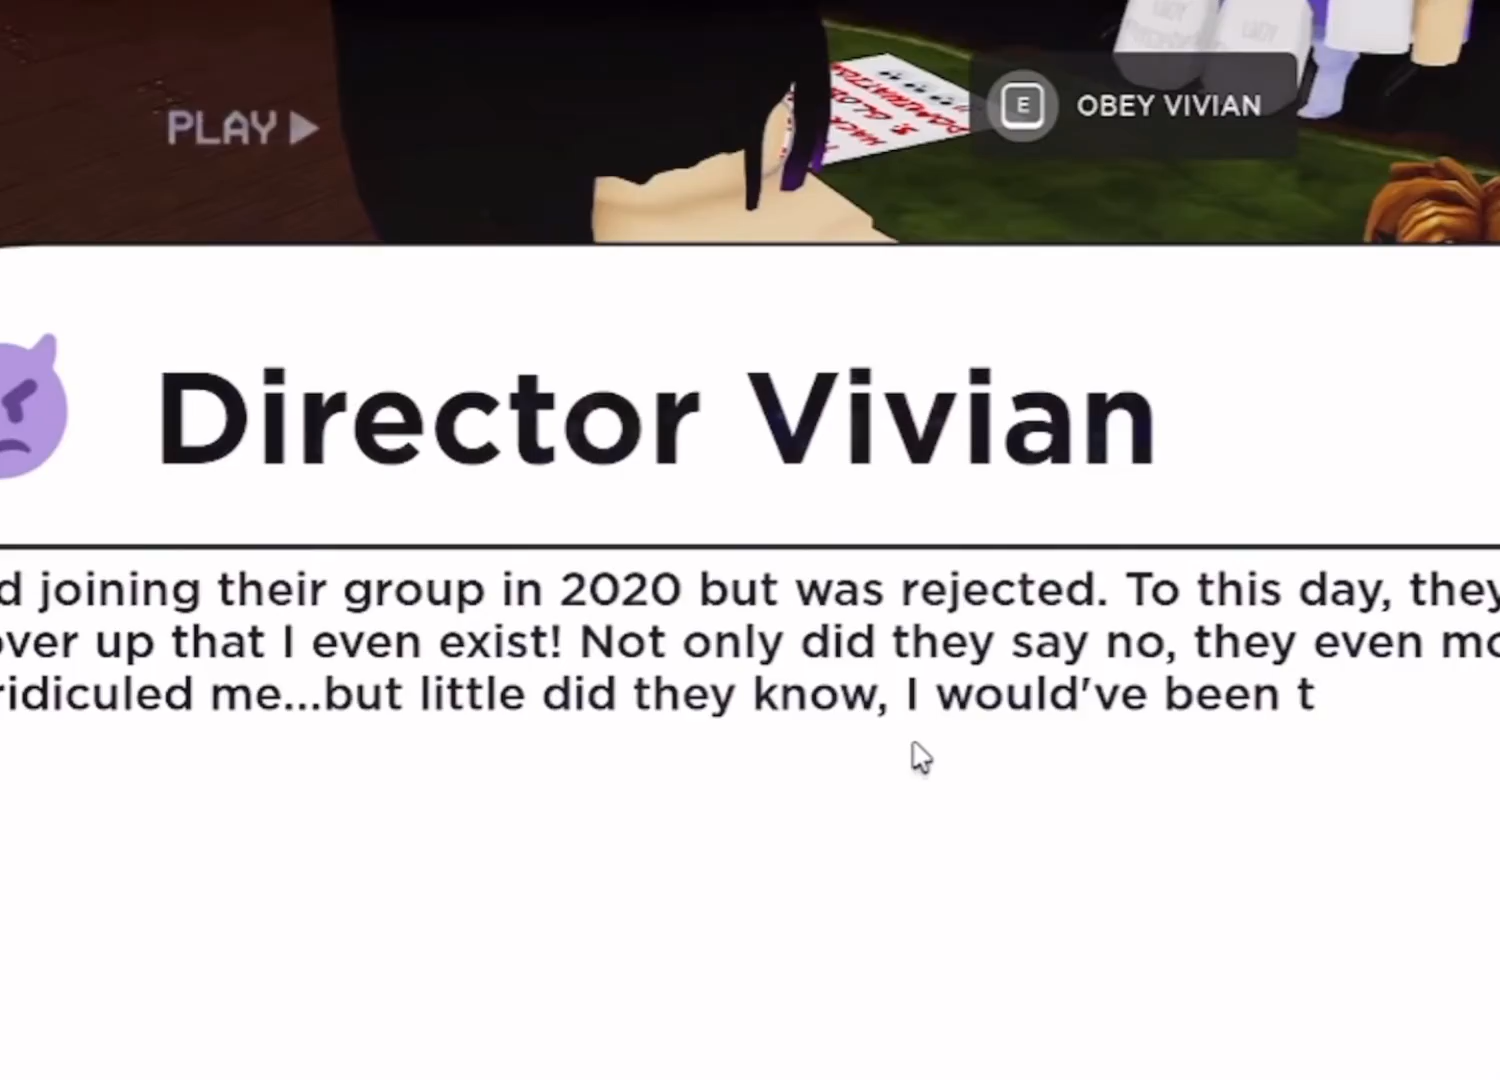 PLAY
E
OBEY VIVIAN
Director Vivian
d joining their group in 2020 but was rejected. To this day, they
over up that I even exist! Not only did they say no, they even mo
ridiculed me...but little did they know, I would've been t